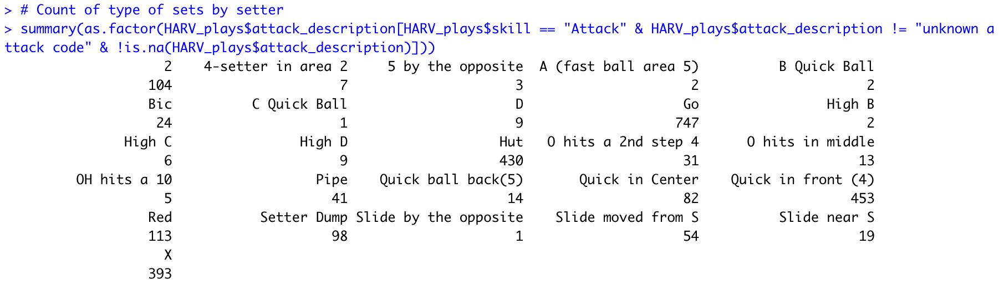 > # Count of type of sets by setter
> summary(as.factor(HARV_plays$attack_description[HARV_plays$skill == "Attack" & HARV_plays$attack_description != "unknown a
ttack code" & !is.na(HARV_plays$attack_description)]))
2 4-setter in area 2 5 by the opposite A (fast ball area 5) B Quick Ball
104 7 3 2 2
Bic C Quick Ball D Go High B
24 1 9 747 2
High C High D Hut O hits a 2nd step 4 O hits in middle
6 9 430 31 13
OH hits a 10 Pipe Quick ball back(5) Quick in Center Quick in front (4)
5 41 14 82 453
Red Setter Dump Slide by the opposite Slide moved from S Slide near S
113 98 1 54 19
X
393